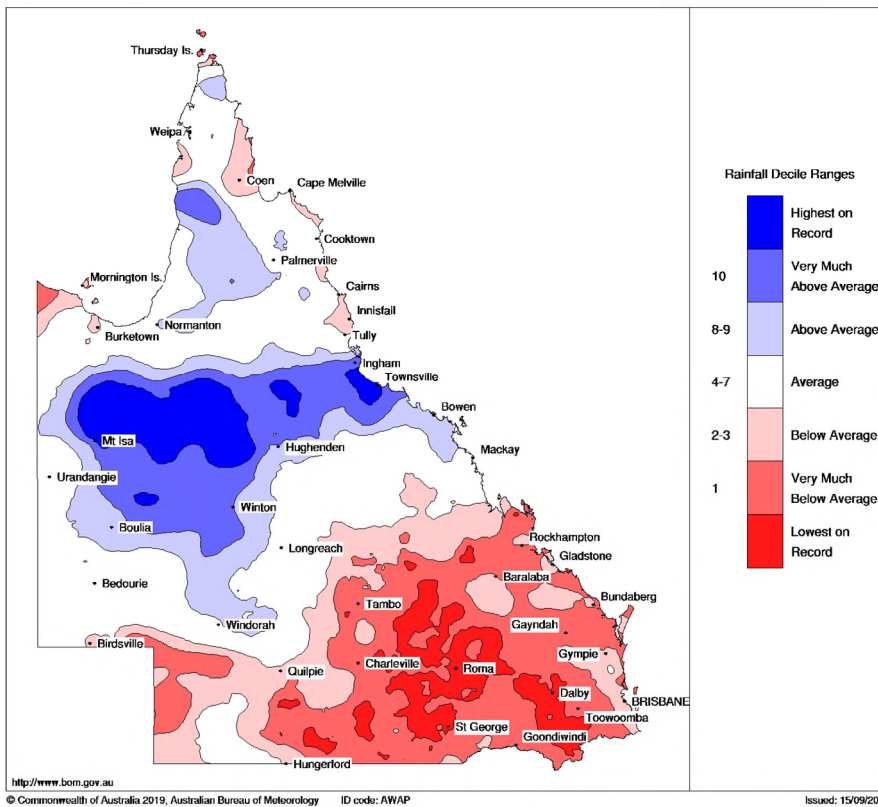 Thursday Is.
Weipa
Coen
Cape Melville
Cooktown
Palmerville
Mornington Is.
Cairns
Innisfail
Normanton
Burketown
Tully
Ingham
Townsville
Bowen
Mt Isa
Hughenden
Mackay
Urandangie
Winton
Boulia
Rockhampton
Longreach
Gladstone
Bedourie
Baralaba
Tambo
Bundaberg
Windorah
Gayndah
Birdsville
Gympie
Quilpie
Charleville
Roma
Dalby
BRISBANE
Toowoomba
St George
Goondiwindi
Hungerford
Rainfall Decile Ranges
Highest on
Record
10
Very Much
Above Average
8-9
Above Average
4-7
Average
2-3
Below Average
1
Very Much
Below Average
Lowest on
Record
http://www.bom.gov.au
© Commonwealth of Australia 2019, Australian Bureau of Meteorology
ID code: AWAP
Issued: 15/09/20